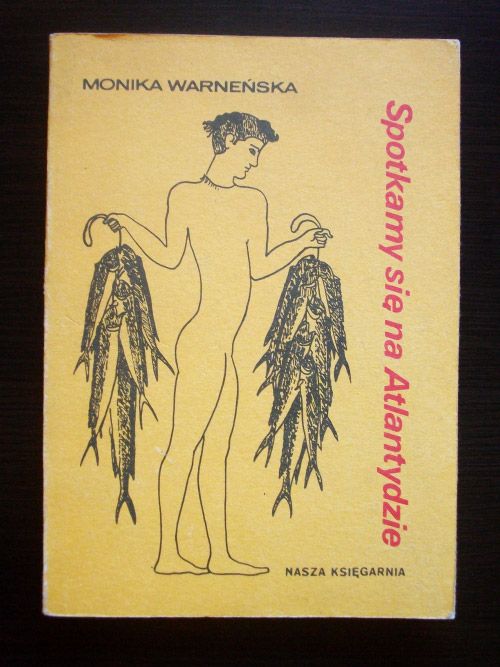 MONIKA WARNEŃSKA
Spotkamy się na Atlantydzie
NASZA KSIĘGARNIA